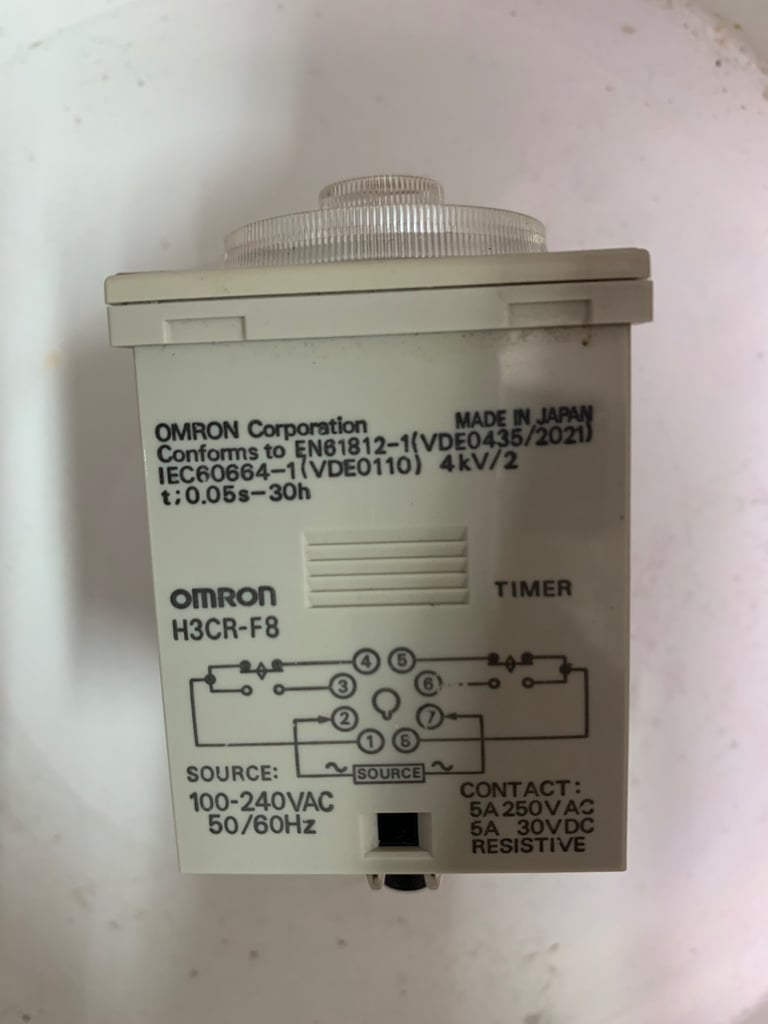 OMRON Corporation MADE IN JAPAN
Conforms to EN61812-1(VDE0435/2021)
IEC60664-1(VDE0110) 4kV/2
t;0.05s-30h
OMRON TIMER
H3CR-F8
4 5
3 6
2 7
1 8
~ SOURCE ~
SOURCE:
100-240VAC
50/60Hz
CONTACT:
5A 250VAC
5A 30VDC
RESISTIVE